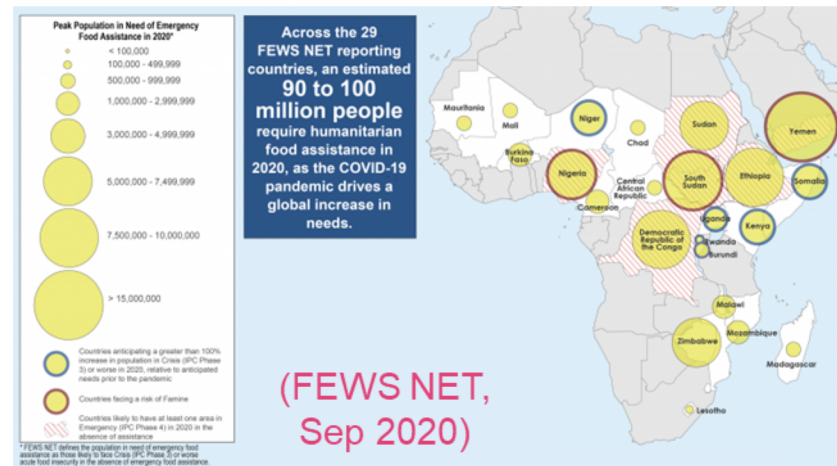 Peak Population in Need of Emergency
Food Assistance in 2020*
< 100,000
100,000 - 499,999
500,000 - 999,999
1,000,000 - 2,999,999
3,000,000 - 4,999,999
5,000,000 - 7,499,999
7,500,000 - 10,000,000
> 15,000,000
Countries anticipating a greater than 100%
increase in population in Crisis (IPC Phase
3) or worse in 2020, relative to anticipated
needs prior to the pandemic
Countries facing a risk of Famine
Countries likely to have at least one area in
Emergency (IPC Phase 4) in 2020 in the
absence of assistance
* FEWS NET defines the population in need of emergency food
assistance as those likely to face Crisis (IPC Phase 3) or worse
acute food insecurity in the absence of emergency food assistance.
Across the 29
FEWS NET reporting
countries, an estimated
90 to 100
million people
require humanitarian
food assistance in
2020, as the COVID-19
pandemic drives a
global increase in
needs.
Mauritania
Mali
Niger
Chad
Sudan
Yemen
Burkina
Faso
Nigeria
Central
African
Republic
South
Sudan
Ethiopia
Somalia
Cameroon
Uganda
Kenya
Democratic
Republic of
the Congo
Rwanda
Burundi
Malawi
Mozambique
Zimbabwe
Madagascar
Lesotho
(FEWS NET,
Sep 2020)